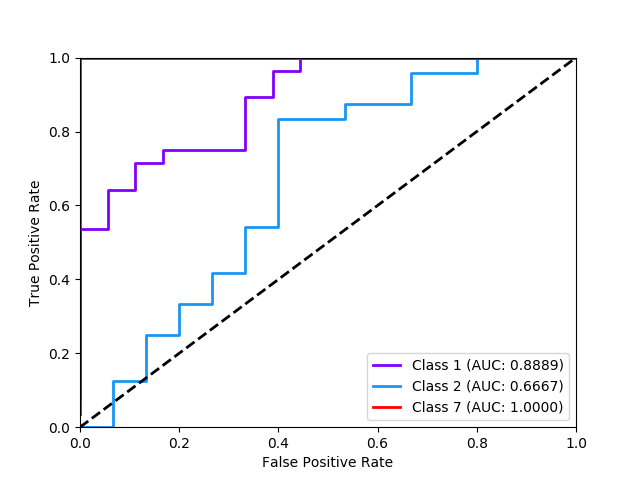 1.0
0.8
0.6
0.4
0.2
0.0
True Positive Rate
0.0 0.2 0.4 0.6 0.8 1.0
False Positive Rate
Class 1 (AUC: 0.8889)
Class 2 (AUC: 0.6667)
Class 7 (AUC: 1.0000)